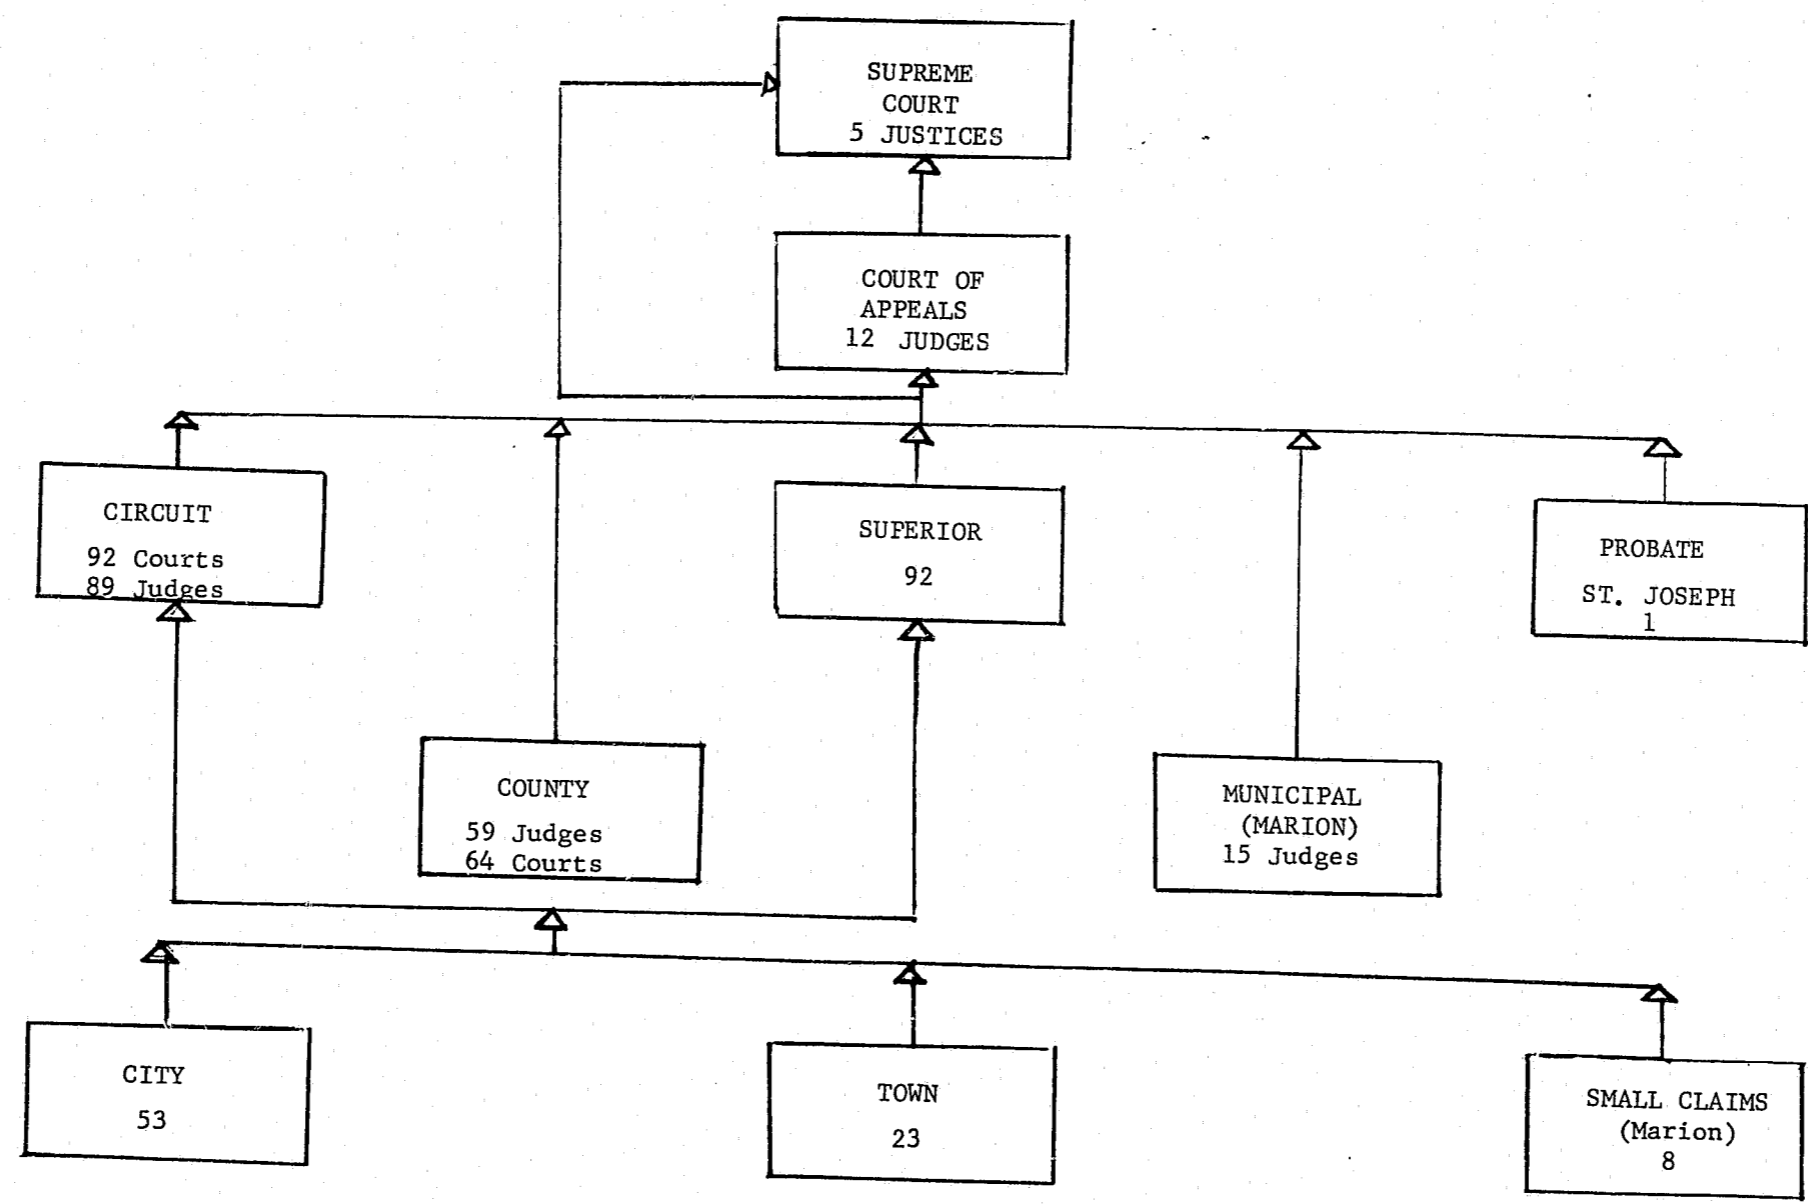 SUPREME
COURT
5 JUSTICES
COURT OF
APPEALS
12 JUDGES
CIRCUIT
92 Courts
89 Judges
SUPERIOR
92
PROBATE
ST. JOSEPH
1
COUNTY
59 Judges
64 Courts
MUNICIPAL
(MARION)
15 Judges
CITY
53
TOWN
23
SMALL CLAIMS
(Marion)
8